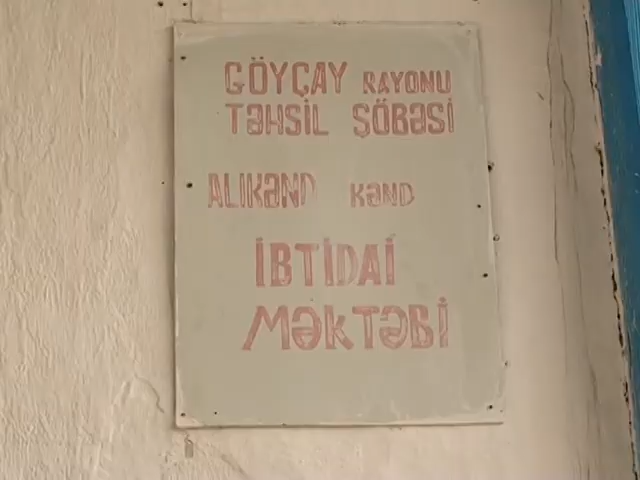 GÖYÇAY RAYONU
TƏHSİL ŞÖBƏSİ
ALIKƏND KƏND
İBTİDAİ
MƏKTƏBİ